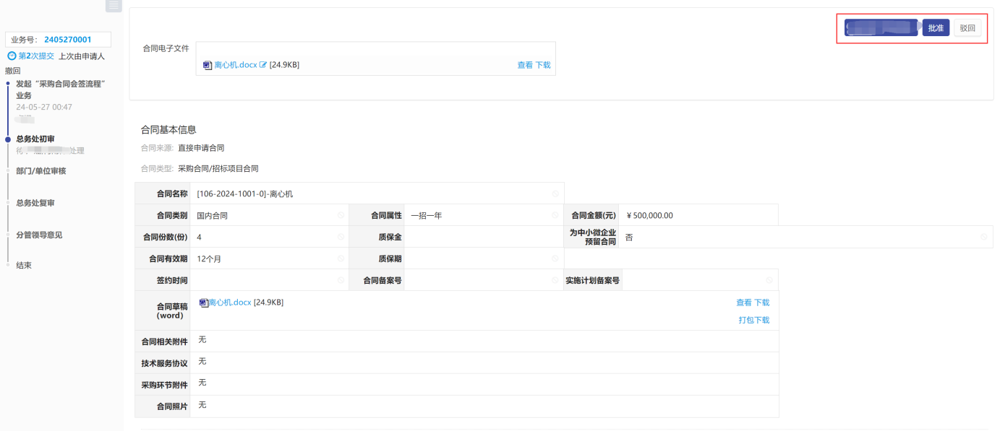 业务号： 2405270001
第2次提交 上次由申请人
撤回
发起“采购合同会签流程”
业务
24-05-27 00:47
总务处初审
待 处理
部门/单位审核
总务处复审
分管领导意见
结束
批准 驳回
合同电子文件
离心机.docx [24.9KB] 查看 下载
合同基本信息
合同来源: 直接申请合同
合同类型: 采购合同/招标项目合同
合同名称 [106-2024-1001-0]-离心机
合同类别 国内合同 合同属性 一招一年 合同金额(元) ¥ 500,000.00
合同份数(份) 4 质保金 为中小微企业
预留合同 否
合同有效期 12个月 质保期
签约时间 合同备案号 实施计划备案号
合同草稿
(word) 离心机.docx [24.9KB] 查看 下载
打包下载
合同相关附件 无
技术服务协议 无
采购环节附件 无
合同照片 无